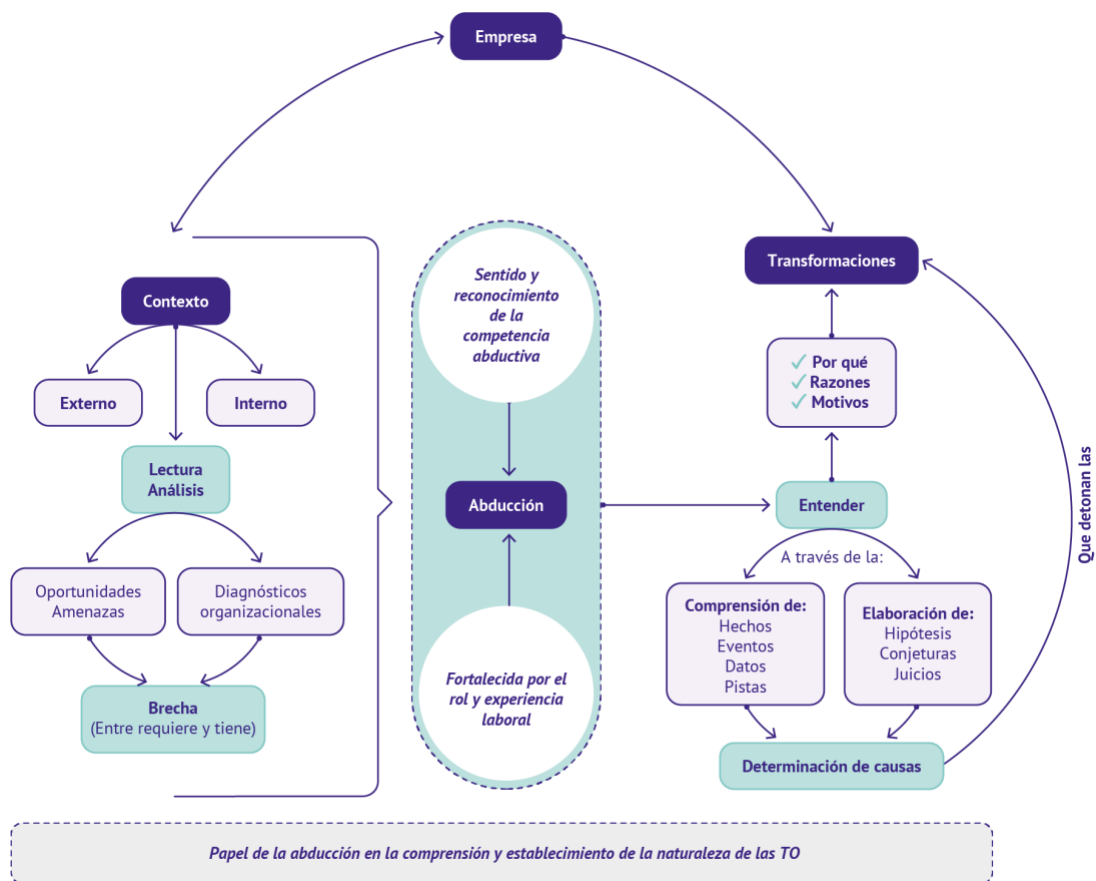 Empresa
Contexto
Externo
Interno
Lectura
Análisis
Oportunidades
Amenazas
Diagnósticos
organizacionales
Brecha
(Entre requiere y tiene)
Sentido y
reconocimiento
de la
competencia
abductiva
Abducción
Fortalecida por el
rol y experiencia
laboral
Transformaciones
✓ Por qué
✓ Razones
✓ Motivos
Entender
A través de la:
Comprensión de:
Hechos
Eventos
Datos
Pistas
Elaboración de:
Hipótesis
Conjeturas
Juicios
Determinación de causas
Que detonan las
Papel de la abducción en la comprensión y establecimiento de la naturaleza de las TO